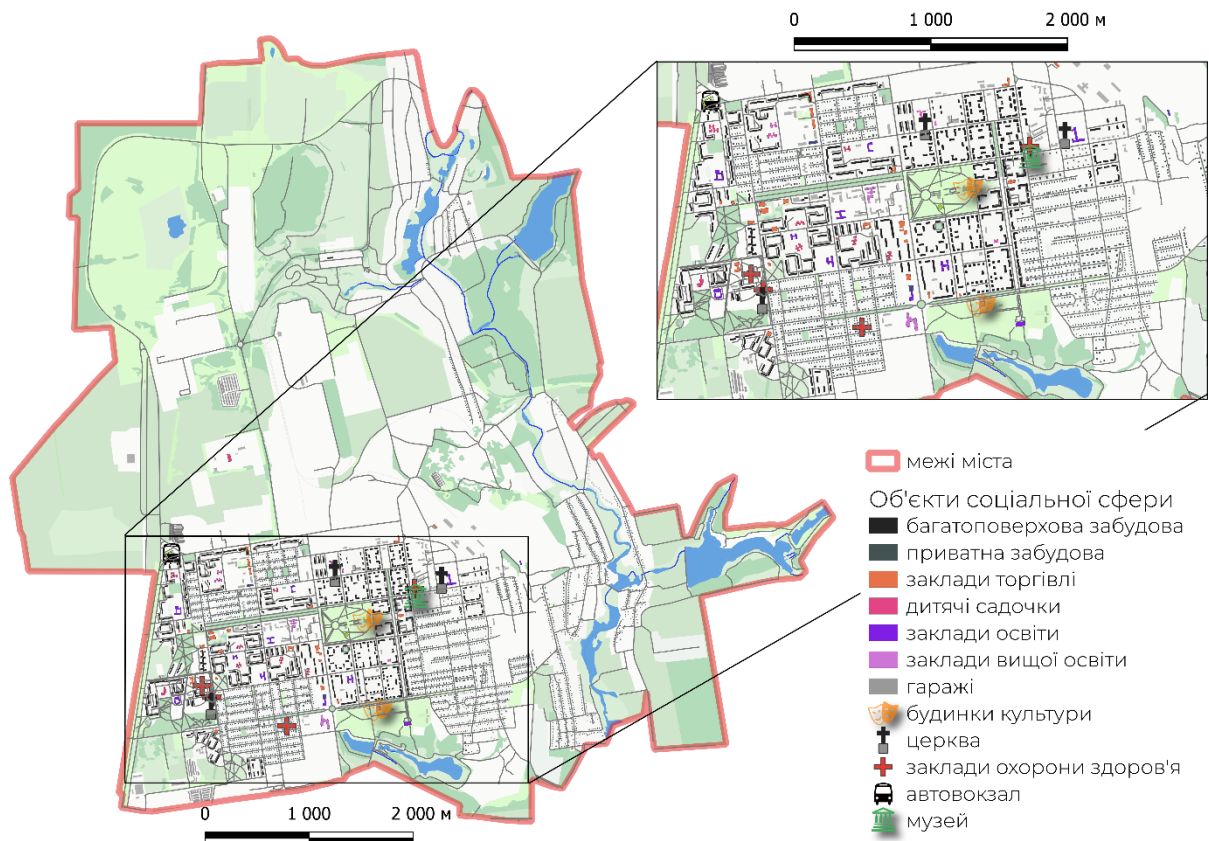 0 1 000 2 000 м
межі міста
Об'єкти соціальної сфери
багатоповерхова забудова
приватна забудова
заклади торгівлі
дитячі садочки
заклади освіти
заклади вищої освіти
гаражі
будинки культури
церква
заклади охорони здоров'я
автовокзал
музей
0 1 000 2 000 м